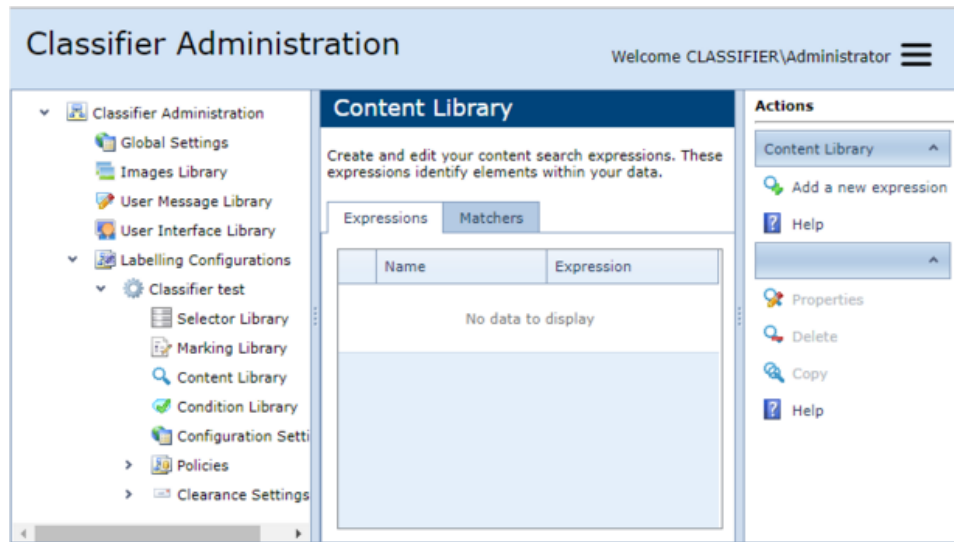 Classifier Administration
Welcome CLASSIFIER\Administrator
Classifier Administration
Global Settings
Images Library
User Message Library
User Interface Library
Labelling Configurations
Classifier test
Selector Library
Marking Library
Content Library
Condition Library
Configuration Setti
Policies
Clearance Settings
Content Library
Create and edit your content search expressions. These
expressions identify elements within your data.
Expressions Matchers
Name Expression
No data to display
Actions
Content Library
Add a new expression
Help
Properties
Delete
Copy
Help